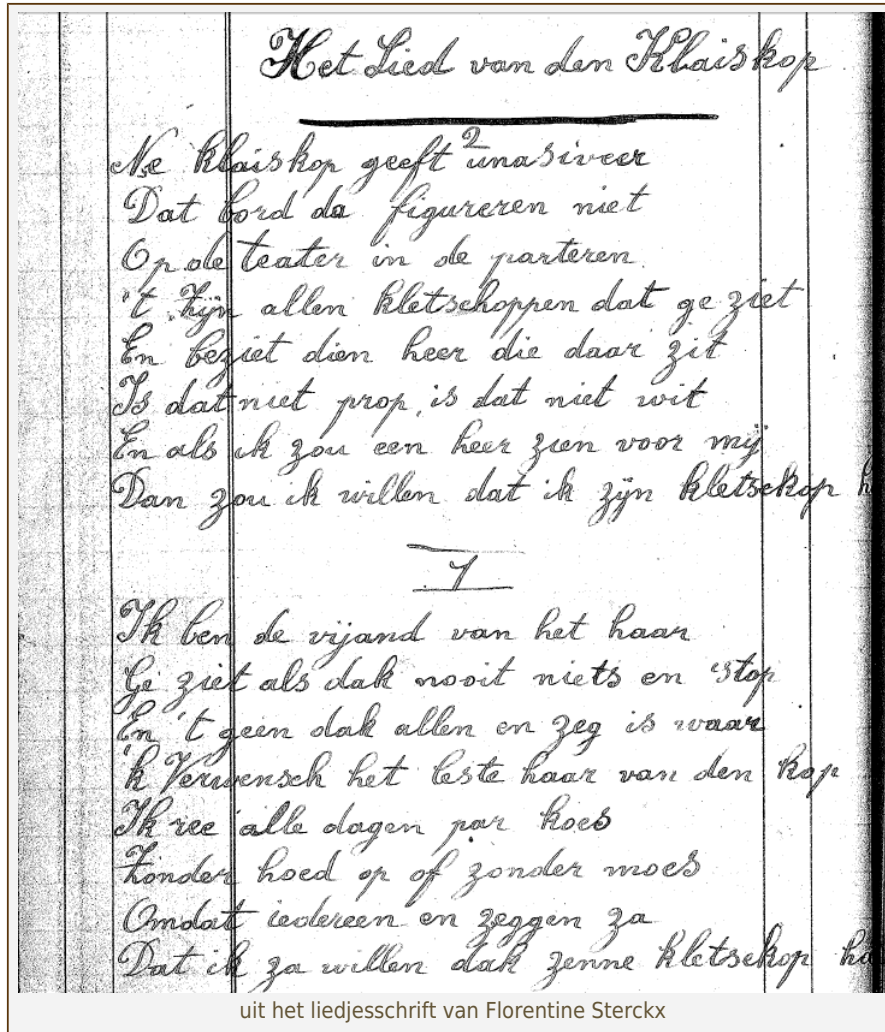 Het Lied van den Klaiskop
2
Ne klaiskop geeft unasiveer
Dat bord da figureren niet
Op de teater in de parteren
't Zijn allen kletschoppen dat ge ziet
En beziet dien heer die daar zit
Is dat niet prop, is dat niet wit
En als ik zou een heer zien voor mij
Dan zou ik willen dat ik zijn kletsekop
1
Ik ben de vijand van het haar
Ge ziet als dak nooit niets en stop
En 't geen dak allen en zeg is waar
'k Verwensch het leste haar van den kop
Ik zee alle dagen par koes
Zonder hoed op of zonder moes
Omdat iedereen en zeggen za
Dat ik za willen dak zenne kletsekop
uit het liedjesschrift van Florentine Sterckx